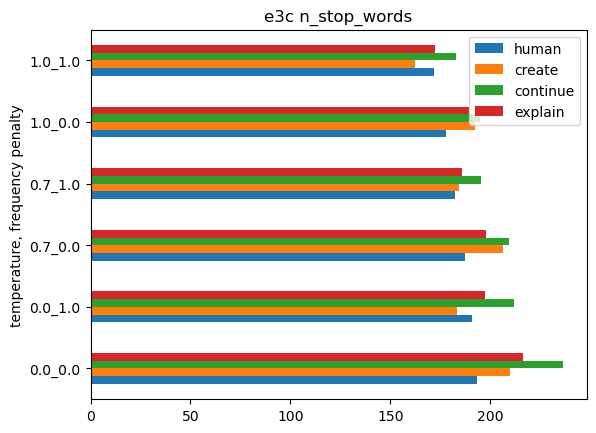 e3c n_stop_words
human
create
continue
explain
temperature, frequency penalty
1.0_1.0
1.0_0.0
0.7_1.0
0.7_0.0
0.0_1.0
0.0_0.0
0 50 100 150 200